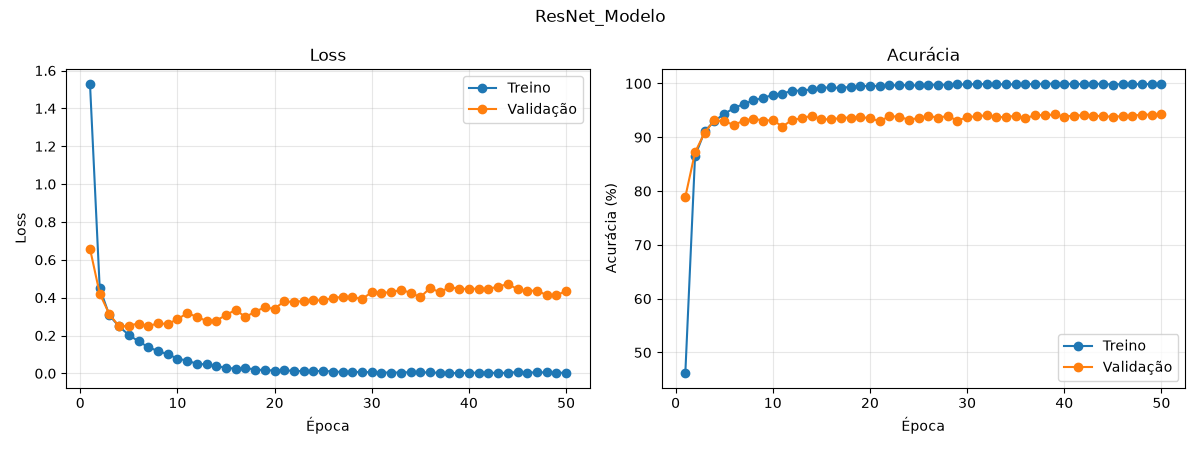 ResNet_Modelo
Loss
1.6
1.4
1.2
1.0
0.8
0.6
0.4
0.2
0.0
Loss
0 10 20 30 40 50
Época
Treino
Validação
Acurácia
100
90
80
70
60
50
Acurácia (%)
0 10 20 30 40 50
Época
Treino
Validação